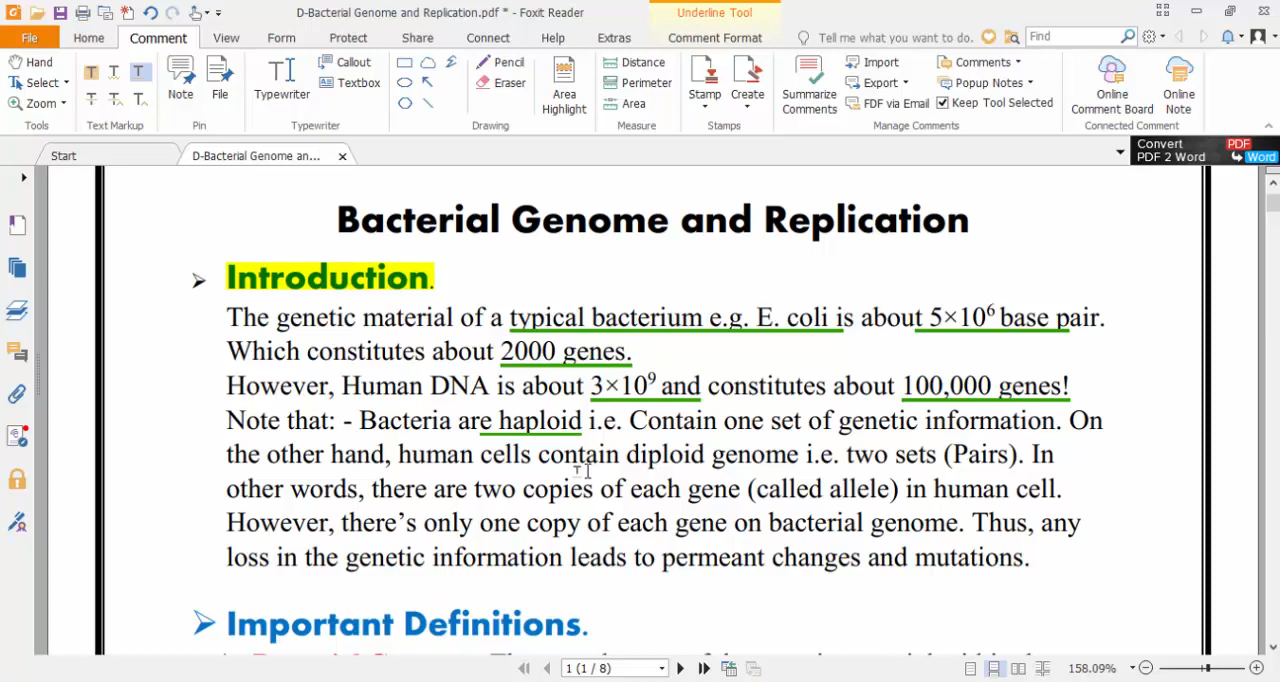 D-Bacterial Genome and Replication.pdf * - Foxit Reader
Underline Tool
File Home Comment View Form Protect Share Connect Help Extras Comment Format Tell me what you want to do. Find
Hand
Select
Zoom
Tools
T T T
T T T
Text Markup
Note
File
Pin
Typewriter
Callout
Textbox
Typewriter
Pencil
Eraser
Drawing
Area
Highlight
Distance
Perimeter
Area
Measure
Stamp
Create
Stamps
Summarize
Comments
Import
Export
FDF via Email
Comments
Popup Notes
Keep Tool Selected
Manage Comments
Online
Comment Board
Online
Note
Connected Comment
Start
D-Bacterial Genome an...
Convert PDF
PDF 2 Word Word
Bacterial Genome and Replication
Introduction.
The genetic material of a typical bacterium e.g. E. coli is about 5×10⁶ base pair.
Which constitutes about 2000 genes.
However, Human DNA is about 3×10⁹ and constitutes about 100,000 genes!
Note that: - Bacteria are haploid i.e. Contain one set of genetic information. On
the other hand, human cells contain diploid genome i.e. two sets (Pairs). In
other words, there are two copies of each gene (called allele) in human cell.
However, there’s only one copy of each gene on bacterial genome. Thus, any
loss in the genetic information leads to permeant changes and mutations.
Important Definitions.
1 (1 / 8)
158.09%